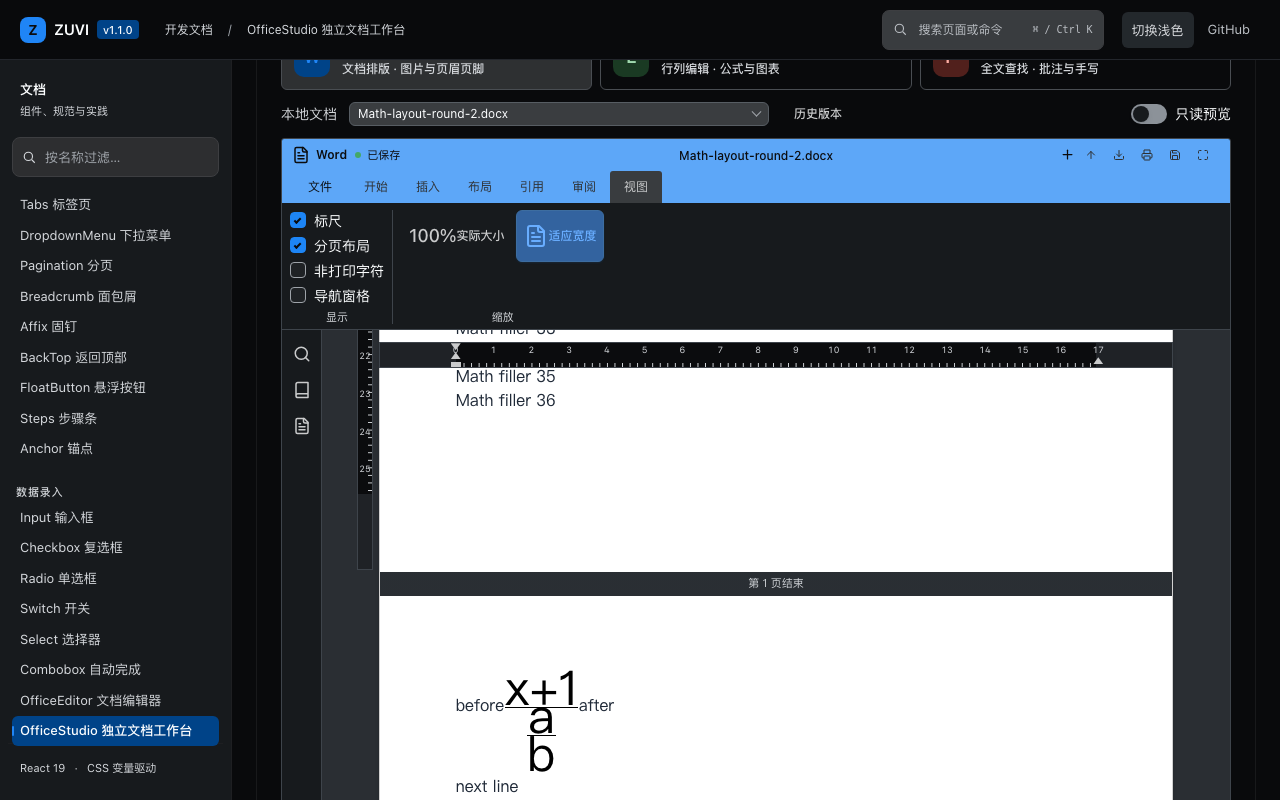 Z ZUVI v1.1.0 开发文档 / OfficeStudio 独立文档工作台 搜索页面或命令 ⌘ / Ctrl K 切换浅色 GitHub
文档
组件、规范与实践
按名称过滤...
Tabs 标签页
DropdownMenu 下拉菜单
Pagination 分页
Breadcrumb 面包屑
Affix 固钉
BackTop 返回顶部
FloatButton 悬浮按钮
Steps 步骤条
Anchor 锚点
数据录入
Input 输入框
Checkbox 复选框
Radio 单选框
Switch 开关
Select 选择器
Combobox 自动完成
OfficeEditor 文档编辑器
OfficeStudio 独立文档工作台
React 19 · CSS 变量驱动
文档排版 · 图片与页眉页脚
行列编辑 · 公式与图表
全文查找 · 批注与手写
本地文档 Math-layout-round-2.docx 历史版本 只读预览
Word 已保存 Math-layout-round-2.docx
文件 开始 插入 布局 引用 审阅 视图
标尺
分页布局
非打印字符
导航窗格
显示
100% 实际大小 适应宽度
缩放
1 2 3 4 5 6 7 8 9 10 11 12 13 14 15 16 17
22
23
24
25
Math filler 35
Math filler 36
第 1 页结束
x+1
before after
a
b
next line